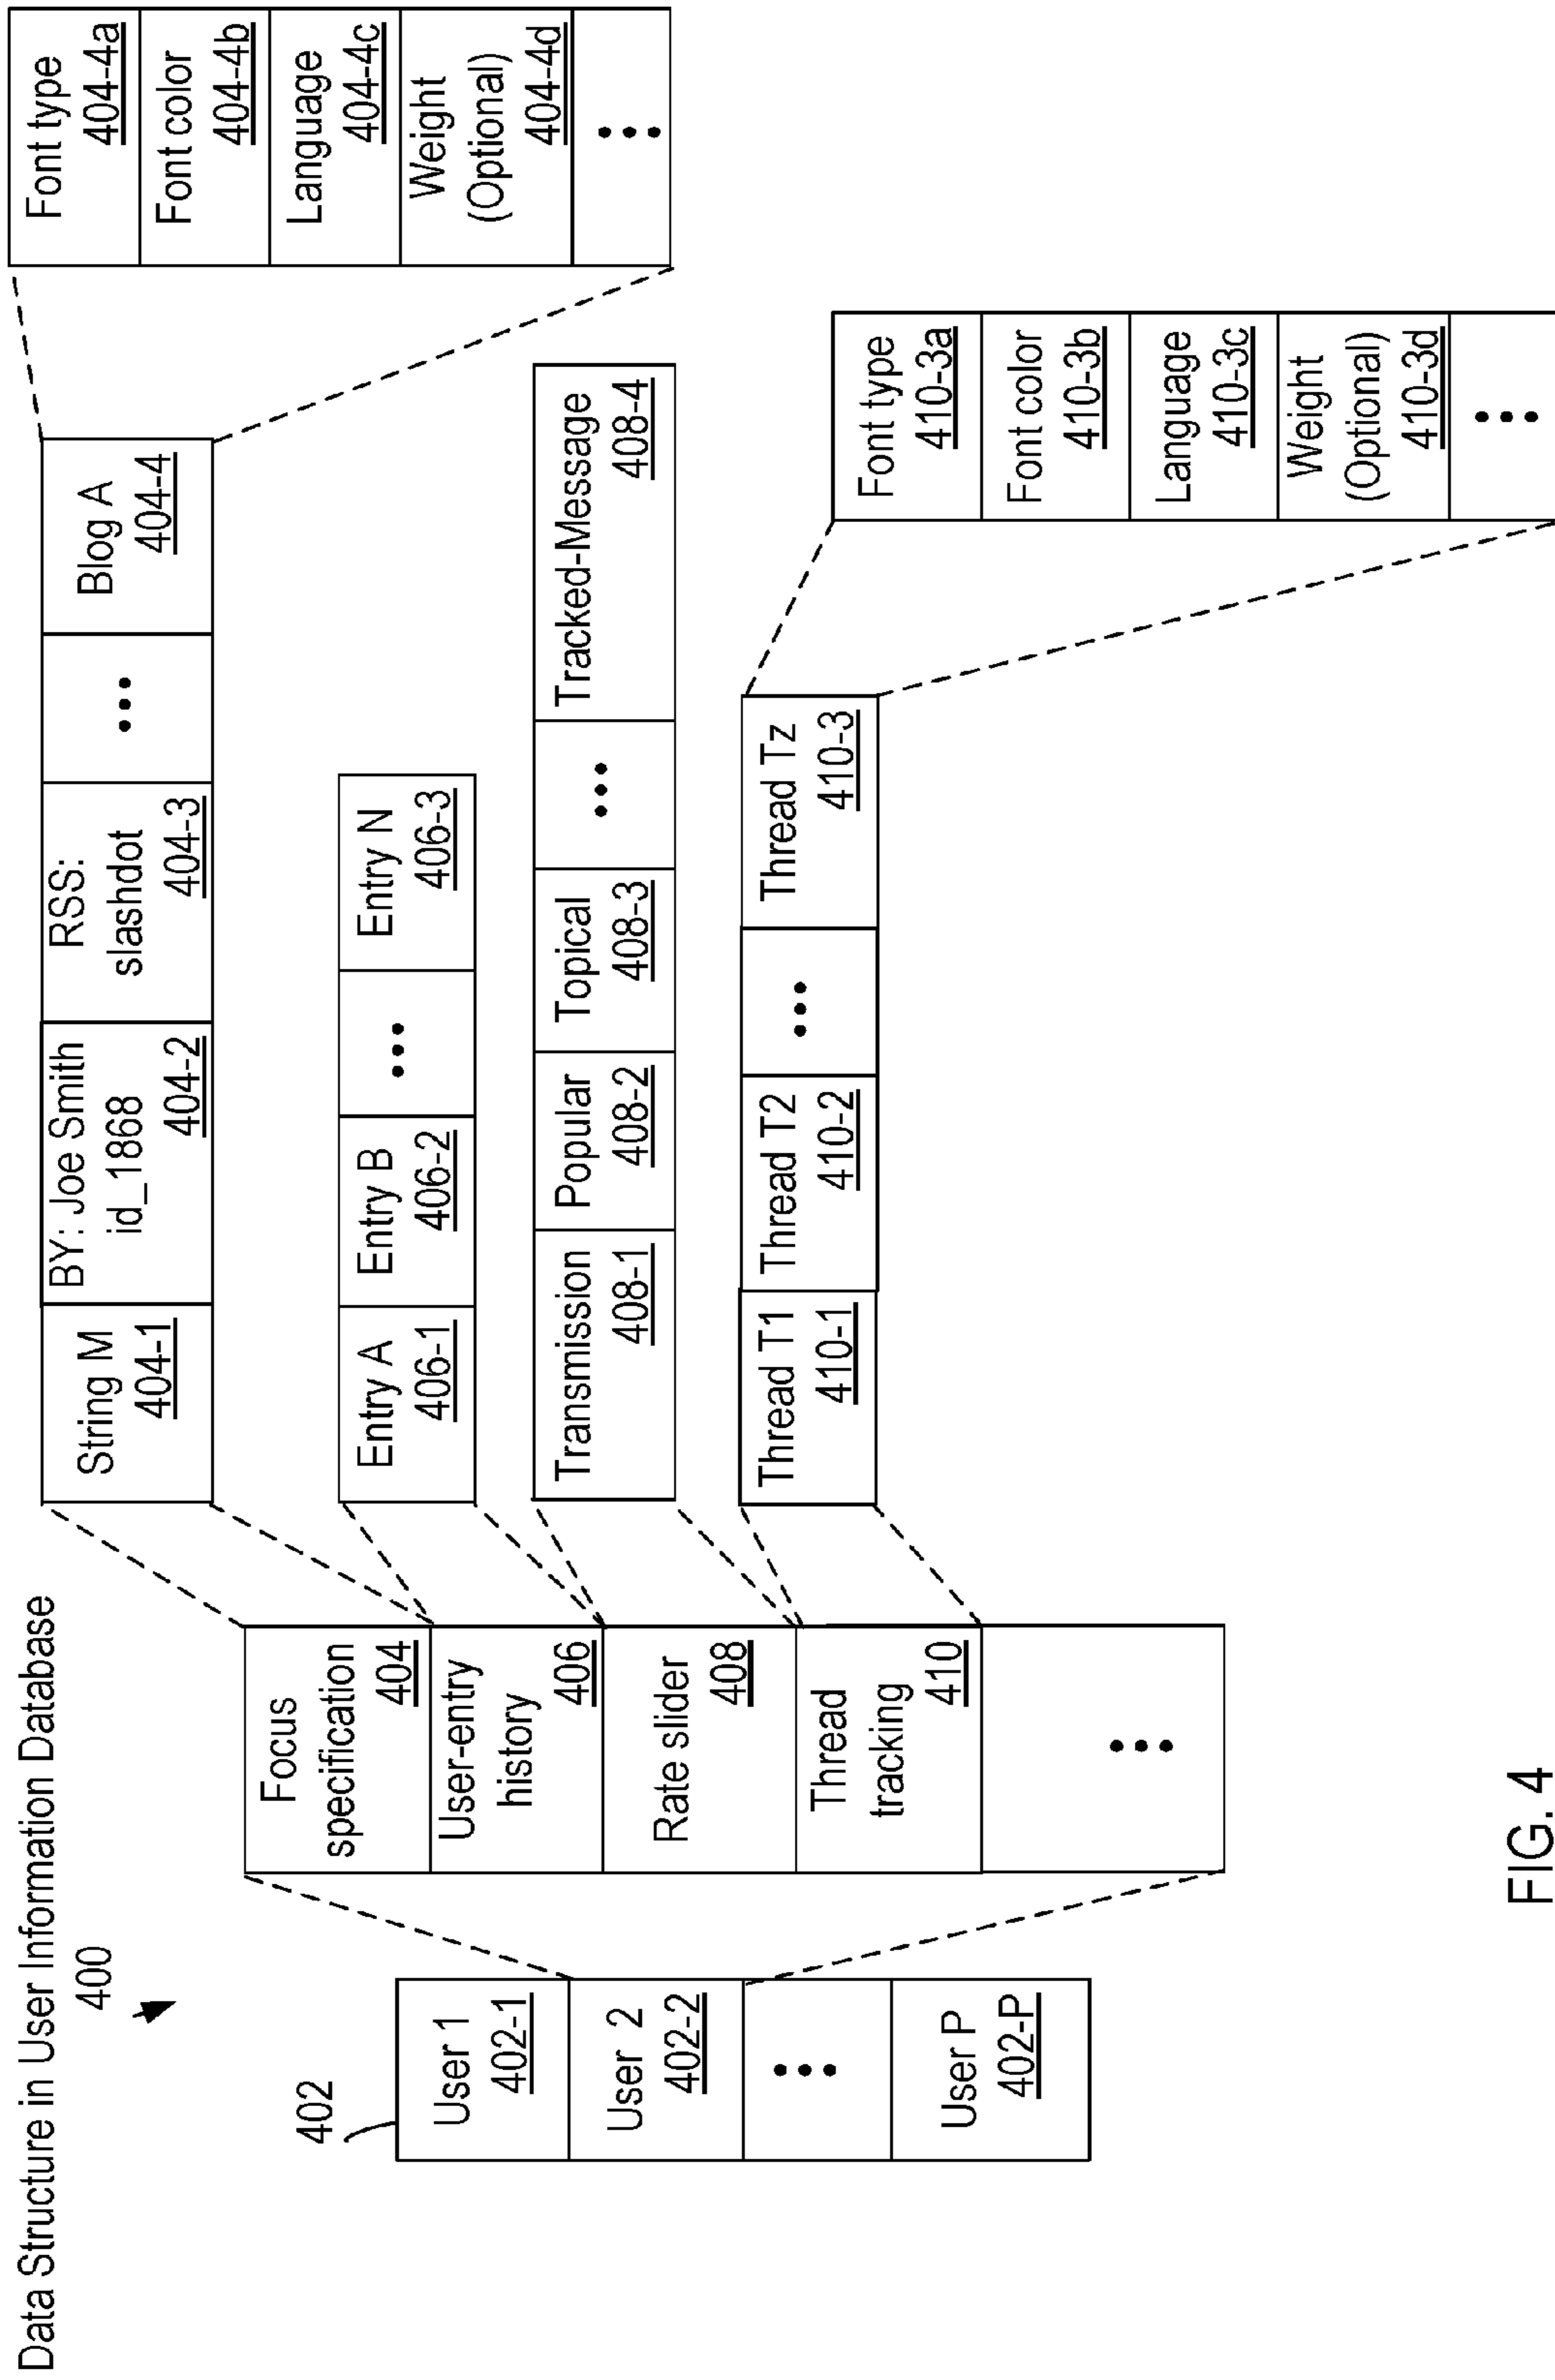 Data Structure in User Information Database
400
402
User 1
402-1
User 2
402-2
•••
User P
402-P
Focus
specification
404
User-entry
history
406
Rate slider
408
Thread
tracking
410
•••
String M
404-1
BY: Joe Smith
id_1868
404-2
RSS:
slashdot
404-3
•••
Blog A
404-4
Font type
404-4a
Font color
404-4b
Language
404-4c
Weight
(Optional)
404-4d
•••
Entry A
406-1
Entry B
406-2
•••
Entry N
406-3
Transmission
408-1
Popular
408-2
Topical
408-3
•••
Tracked-Message
408-4
Thread T1
410-1
Thread T2
410-2
•••
Thread Tz
410-3
Font type
410-3a
Font color
410-3b
Language
410-3c
Weight
(Optional)
410-3d
•••
FIG. 4